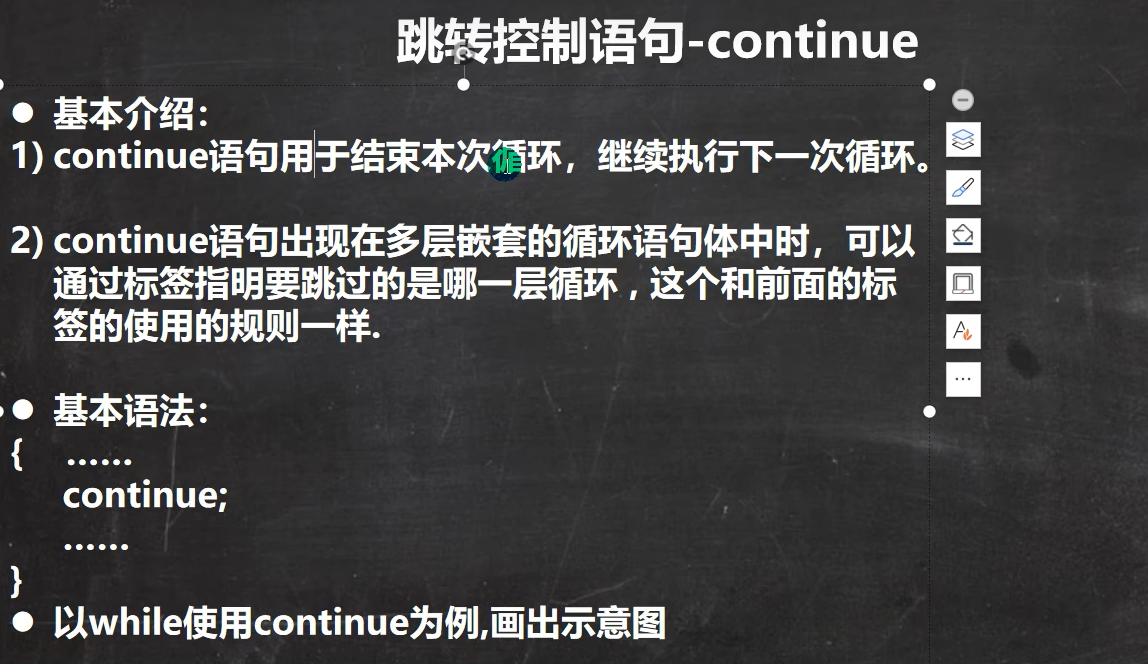 跳转控制语句-continue
● 基本介绍：
1) continue语句用于结束本次循环，继续执行下一次循环。
2) continue语句出现在多层嵌套的循环语句体中时，可以
通过标签指明要跳过的是哪一层循环 , 这个和前面的标
签的使用的规则一样.
● 基本语法：
{ ……
continue;
……
}
● 以while使用continue为例,画出示意图